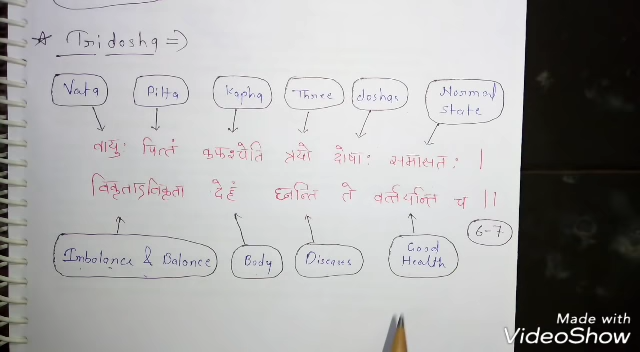 * Tridosha =>
Vata Pitta Kapha Three doshas Normal State
वायुः पित्तं कफश्चेति त्रयो दोषाः समासतः |
विकृताऽविकृता देहं घ्नन्ति ते वर्त्तयन्ति च ||
6-7
Imbalance & Balance Body Diseases Good Health
Made with
VideoShow